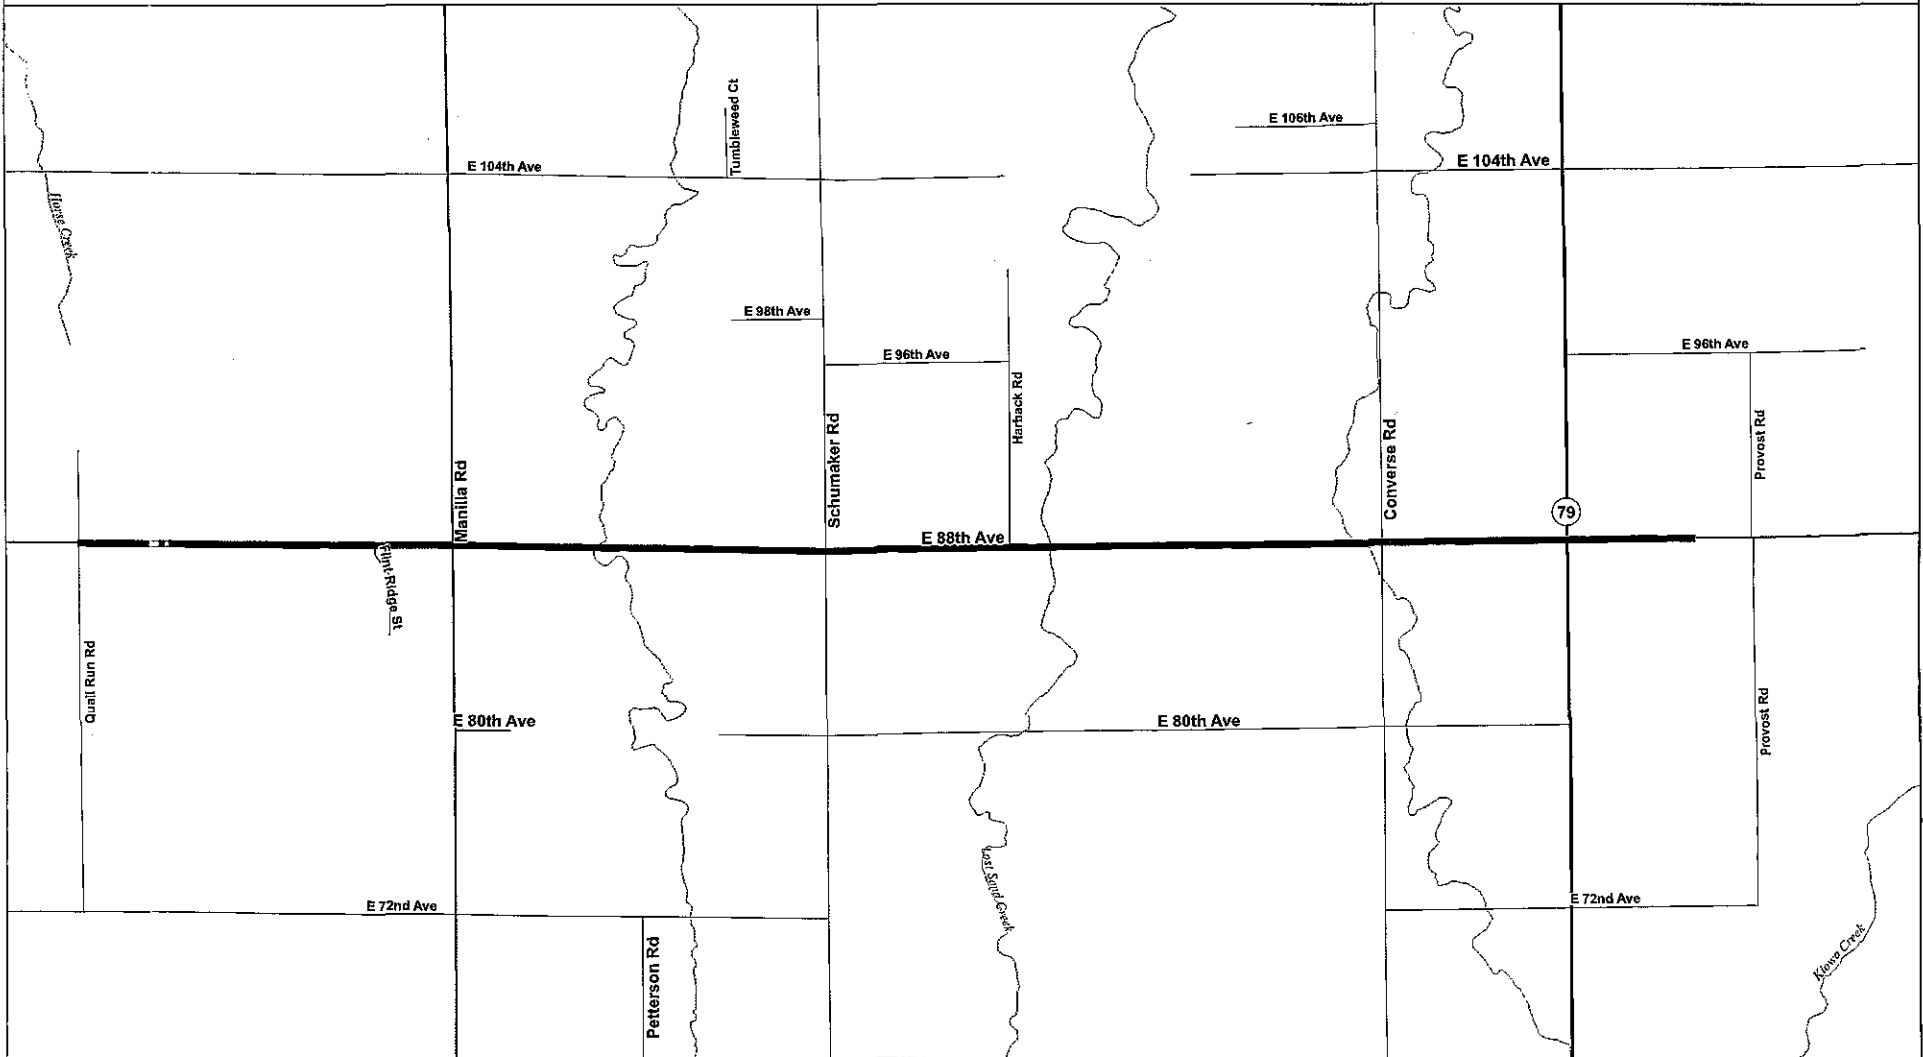 Tumbleweed Ct
E 106th Ave
E 104th Ave
E 104th Ave
Horse Creek
E 98th Ave
E 96th Ave
E 96th Ave
Harback Rd
Schumaker Rd
Converse Rd
Provost Rd
Manilla Rd
79
E 88th Ave
Flint Ridge St
Quail Run Rd
E 80th Ave
E 80th Ave
Provost Rd
Lost Sand Creek
E 72nd Ave
E 72nd Ave
Petterson Rd
Kiowa Creek